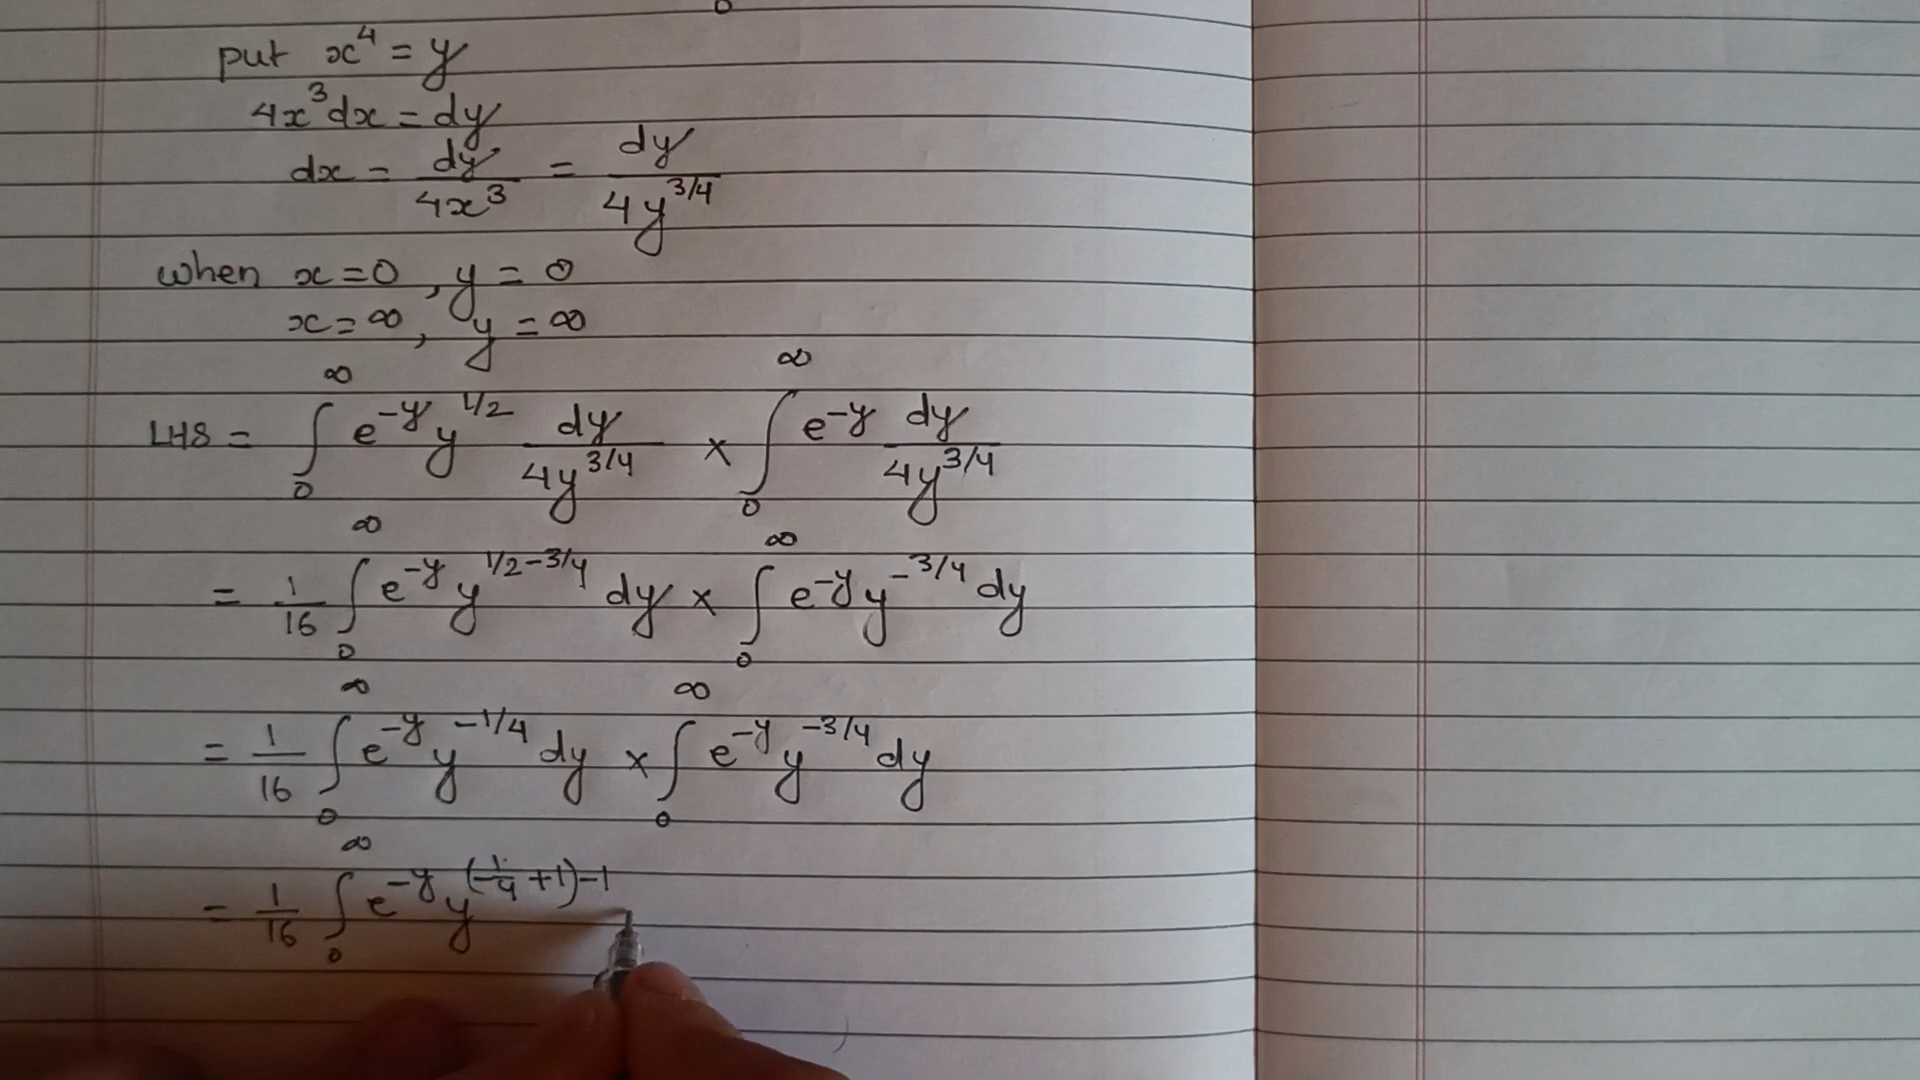 put x⁴ = y
4x³dx = dy
dx = dy/4x³ = dy/4y^3/4
when x = 0, y = 0
x = ∞, y = ∞
LHS = ∫₀^∞ e^-y y^1/2 dy/4y^3/4 × ∫₀^∞ e^-y dy/4y^3/4
= 1/16 ∫₀^∞ e^-y y^1/2-3/4 dy × ∫₀^∞ e^-y y^-3/4 dy
= 1/16 ∫₀^∞ e^-y y^-1/4 dy × ∫₀^∞ e^-y y^-3/4 dy
= 1/16 ∫₀^∞ e^-y y^(-1/4+1)-1